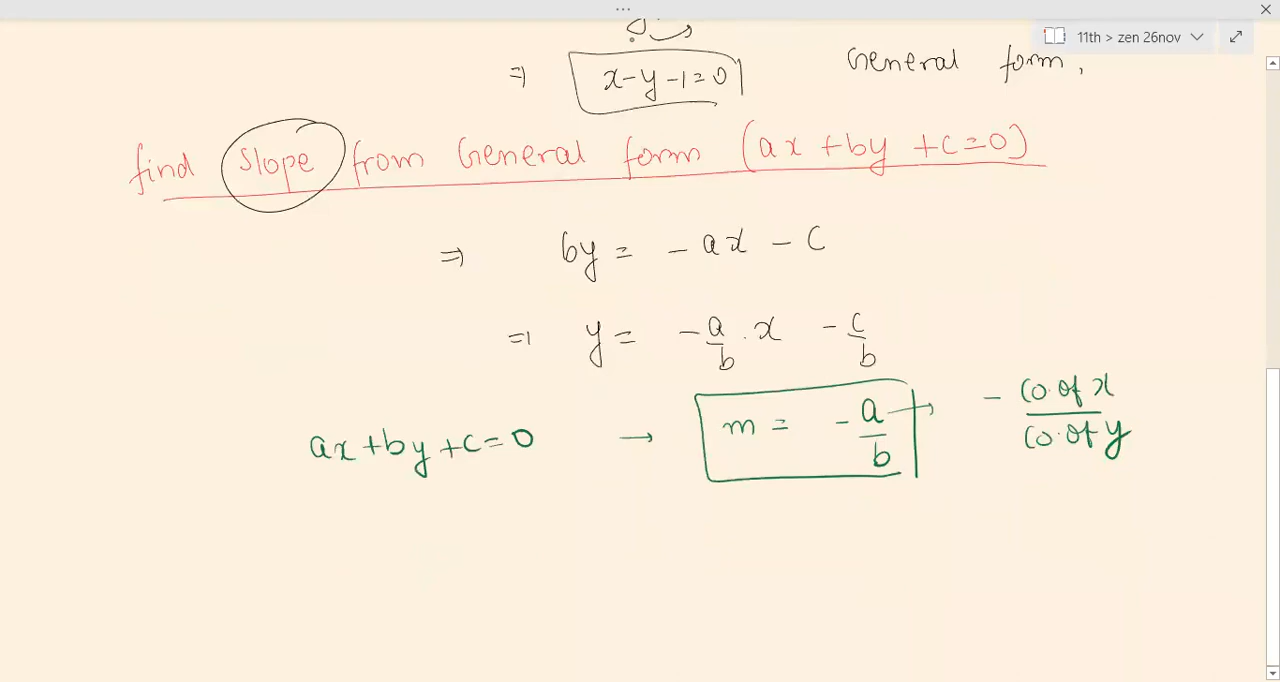 ...
11th > zen 26nov
⇒ x-y-1=0 General form,
find Slope from General form (ax+by+c=0)
⇒ by = -ax - c
⇒ y = -a/b . x - c/b
ax+by+c=0 → m = -a/b → - co.of x / co.of y